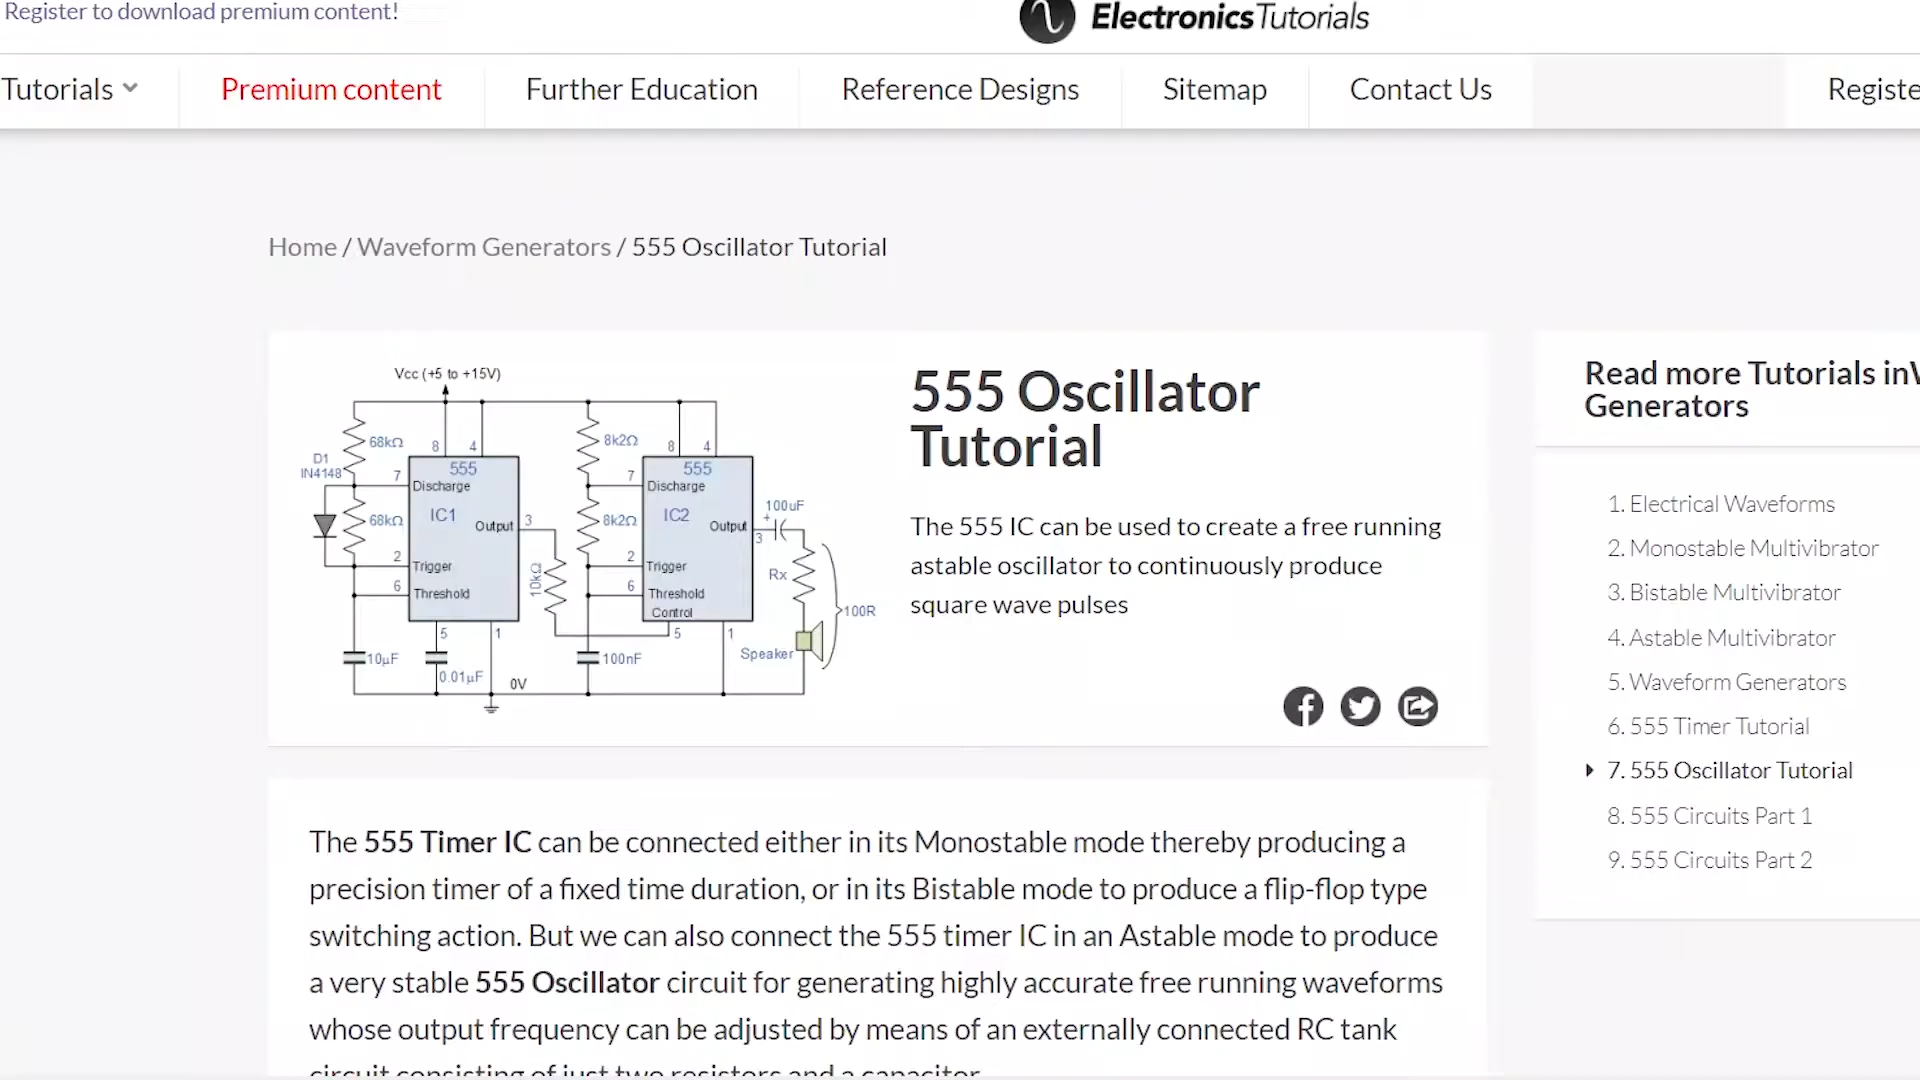 Register to download premium content!
ElectronicsTutorials
Tutorials
Premium content
Further Education
Reference Designs
Sitemap
Contact Us
Home / Waveform Generators / 555 Oscillator Tutorial
Vcc (+5 to +15V)
68kΩ
8
4
8k2Ω
8
4
D1
IN4148
7
555
7
555
Discharge
Discharge
100uF
+
68kΩ
IC1
8k2Ω
IC2
Output
3
Output
3
2
Trigger
10kΩ
2
Trigger
Rx
6
Threshold
6
Threshold
Control
100R
5
1
5
1
Speaker
10µF
100nF
0.01µF
0V
555 Oscillator
Tutorial
The 555 IC can be used to create a free running
astable oscillator to continuously produce
square wave pulses
Read more Tutorials in
Generators
1. Electrical Waveforms
2. Monostable Multivibrator
3. Bistable Multivibrator
4. Astable Multivibrator
5. Waveform Generators
6. 555 Timer Tutorial
7. 555 Oscillator Tutorial
8. 555 Circuits Part 1
9. 555 Circuits Part 2
The 555 Timer IC can be connected either in its Monostable mode thereby producing a
precision timer of a fixed time duration, or in its Bistable mode to produce a flip-flop type
switching action. But we can also connect the 555 timer IC in an Astable mode to produce
a very stable 555 Oscillator circuit for generating highly accurate free running waveforms
whose output frequency can be adjusted by means of an externally connected RC tank
circuit consisting of just two resistors and a capacitor.